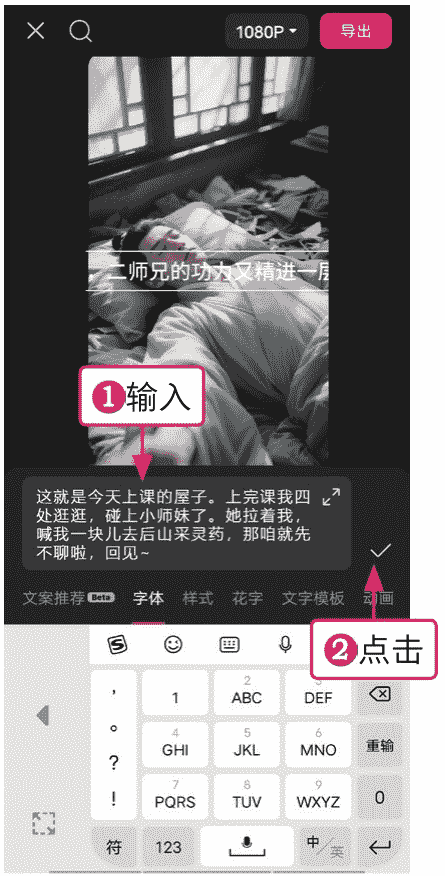 1080P
导出
二师兄的功力又精进一层
❶输入
这就是今天上课的屋子。上完课我四
处逛逛，碰上小师妹了。她拉着我，
喊我一块儿去后山采灵药，那咱就先
不聊啦，回见~
文案推荐 Beta 字体 样式 花字 文字模板 动画
❷点击
, 1 2 ABC 3 DEF
。 4 GHI 5 JKL 6 MNO 重输
? 7 PQRS 8 TUV 9 WXYZ 0
!
符 123 中/英